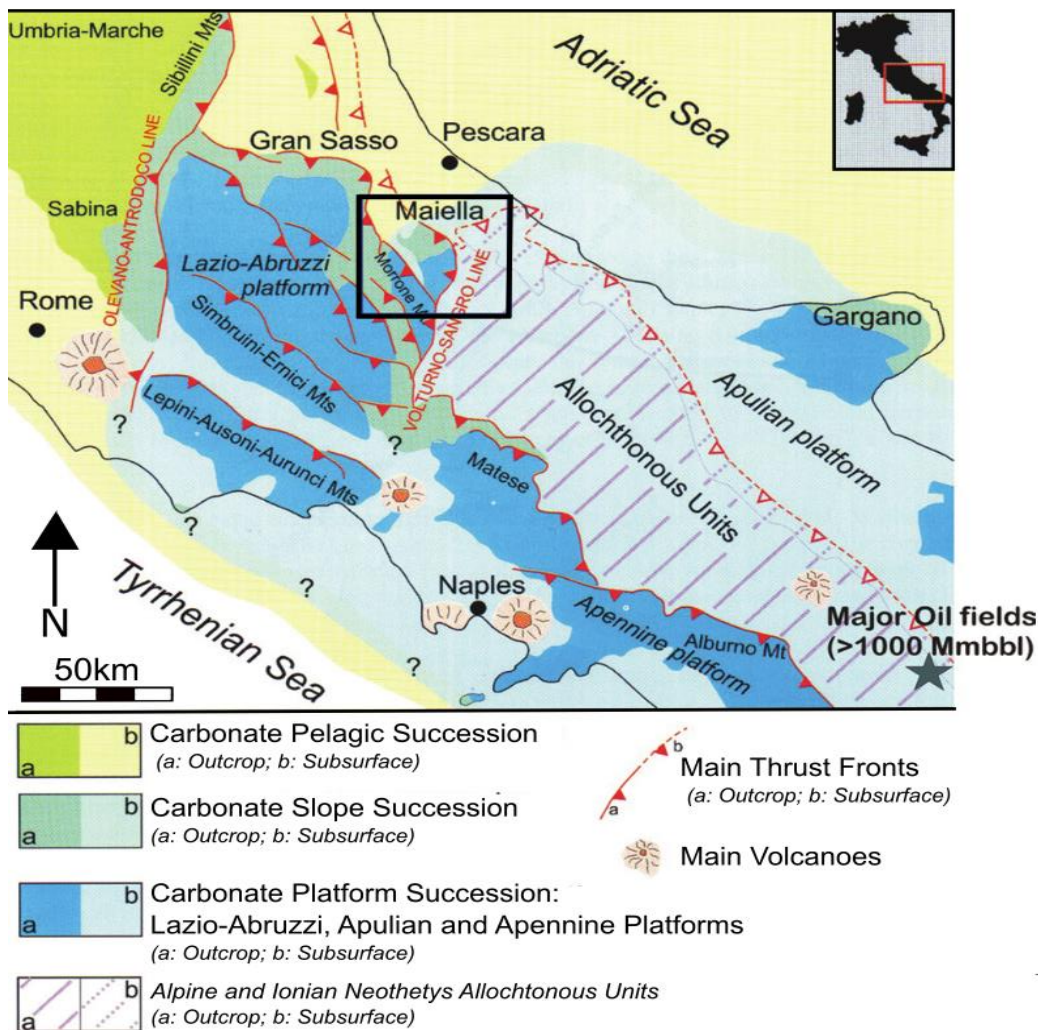 Umbria-Marche
Sibillini Mts
Adriatic Sea
Gran Sasso
Pescara
OLEVANO-ANTRODOCO LINE
Sabina
Maiella
Lazio-Abruzzi
platform
Morrone Mt
Rome
VOLTURNO-SANGRO LINE
Gargano
Simbruini-Ernici Mts
Lepini-Ausoni-Aurunci Mts
?
?
Matese
Allochthonous Units
Apulian platform
?
N
Tyrrhenian Sea
?
Naples
Apennine platform
Alburno Mt
?
Major Oil fields
(>1000 Mmbbl)
50km
a b Carbonate Pelagic Succession
(a: Outcrop; b: Subsurface)
a b Carbonate Slope Succession
(a: Outcrop; b: Subsurface)
a b Carbonate Platform Succession:
Lazio-Abruzzi, Apulian and Apennine Platforms
(a: Outcrop; b: Subsurface)
a b Alpine and Ionian Neothetys Allochtonous Units
(a: Outcrop; b: Subsurface)
a b Main Thrust Fronts
(a: Outcrop; b: Subsurface)
Main Volcanoes